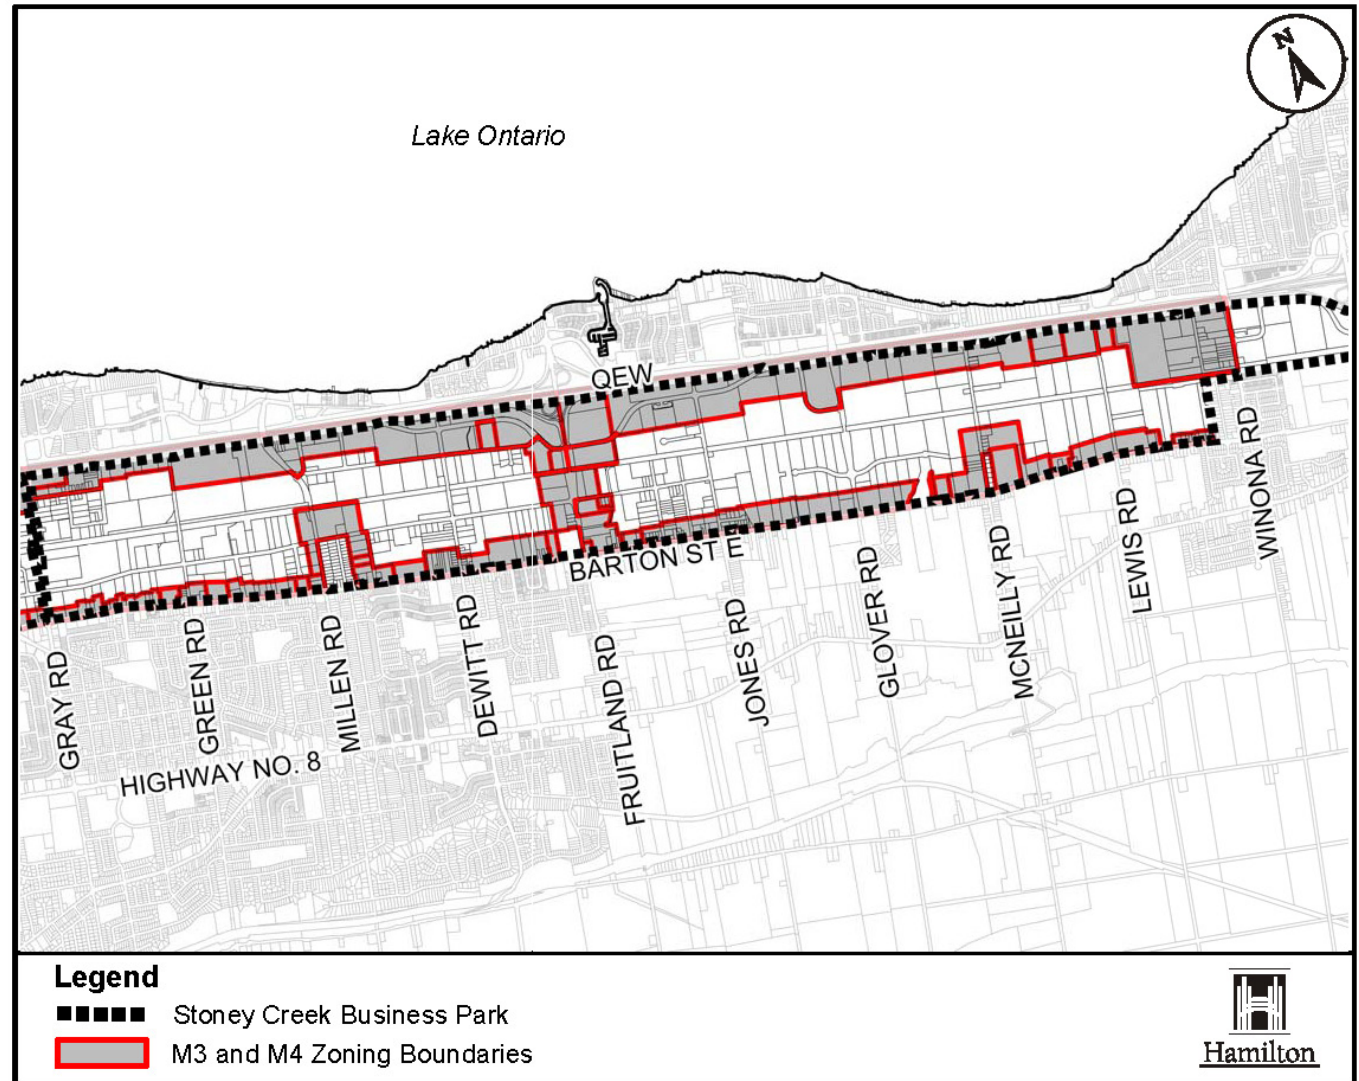 N
Lake Ontario
QEW
BARTON ST E
GRAY RD
GREEN RD
MILLEN RD
DEWITT RD
FRUITLAND RD
JONES RD
GLOVER RD
MCNEILLY RD
LEWIS RD
WINONA RD
HIGHWAY NO. 8
Legend
Stoney Creek Business Park
M3 and M4 Zoning Boundaries
Hamilton